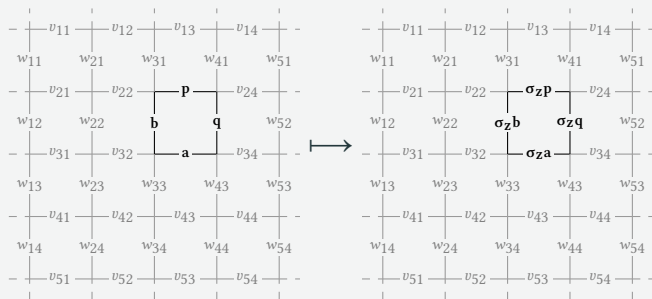 v11 v12 v13 v14 v11 v12 v13 v14
w11 w21 w31 w41 w51 w11 w21 w31 w41 w51
v21 v22 p v24 v21 v22 σzp v24
w12 w22 b q w52 w12 w22 σzb σzq w52
v31 v32 a v34 v31 v32 σza v34
w13 w23 w33 w43 w53 w13 w23 w33 w43 w53
v41 v42 v43 v44 v41 v42 v43 v44
w14 w24 w34 w44 w54 w14 w24 w34 w44 w54
v51 v52 v53 v54 v51 v52 v53 v54